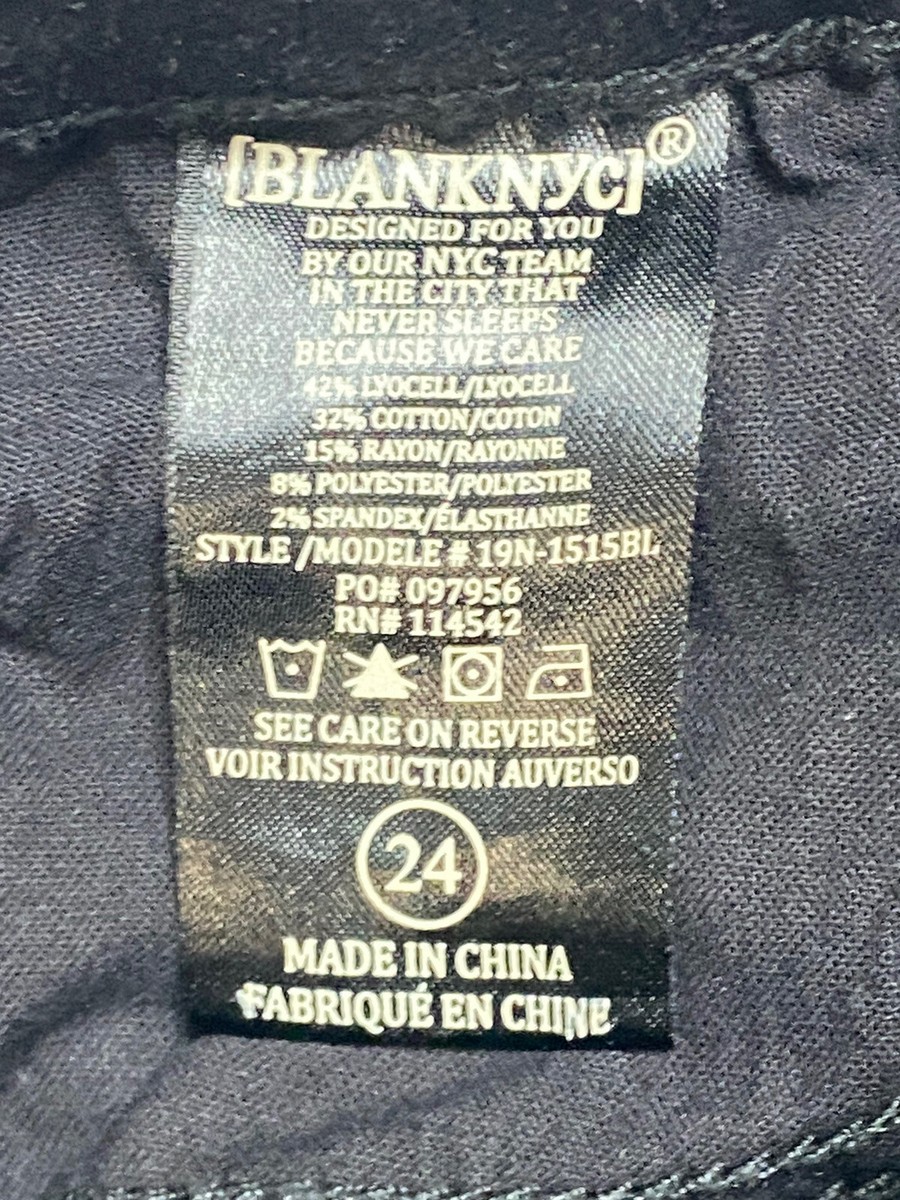 [BLANKNYC]®
DESIGNED FOR YOU
BY OUR NYC TEAM
IN THE CITY THAT
NEVER SLEEPS
BECAUSE WE CARE
42% LYOCELL/LYOCELL
32% COTTON/COTON
15% RAYON/RAYONNE
8% POLYESTER/POLYESTER
2% SPANDEX/ÉLASTHANNE
STYLE /MODELE # 19N-1515BL
PO# 097956
RN# 114542
SEE CARE ON REVERSE
VOIR INSTRUCTION AUVERSO
24
MADE IN CHINA
FABRIQUÉ EN CHINE